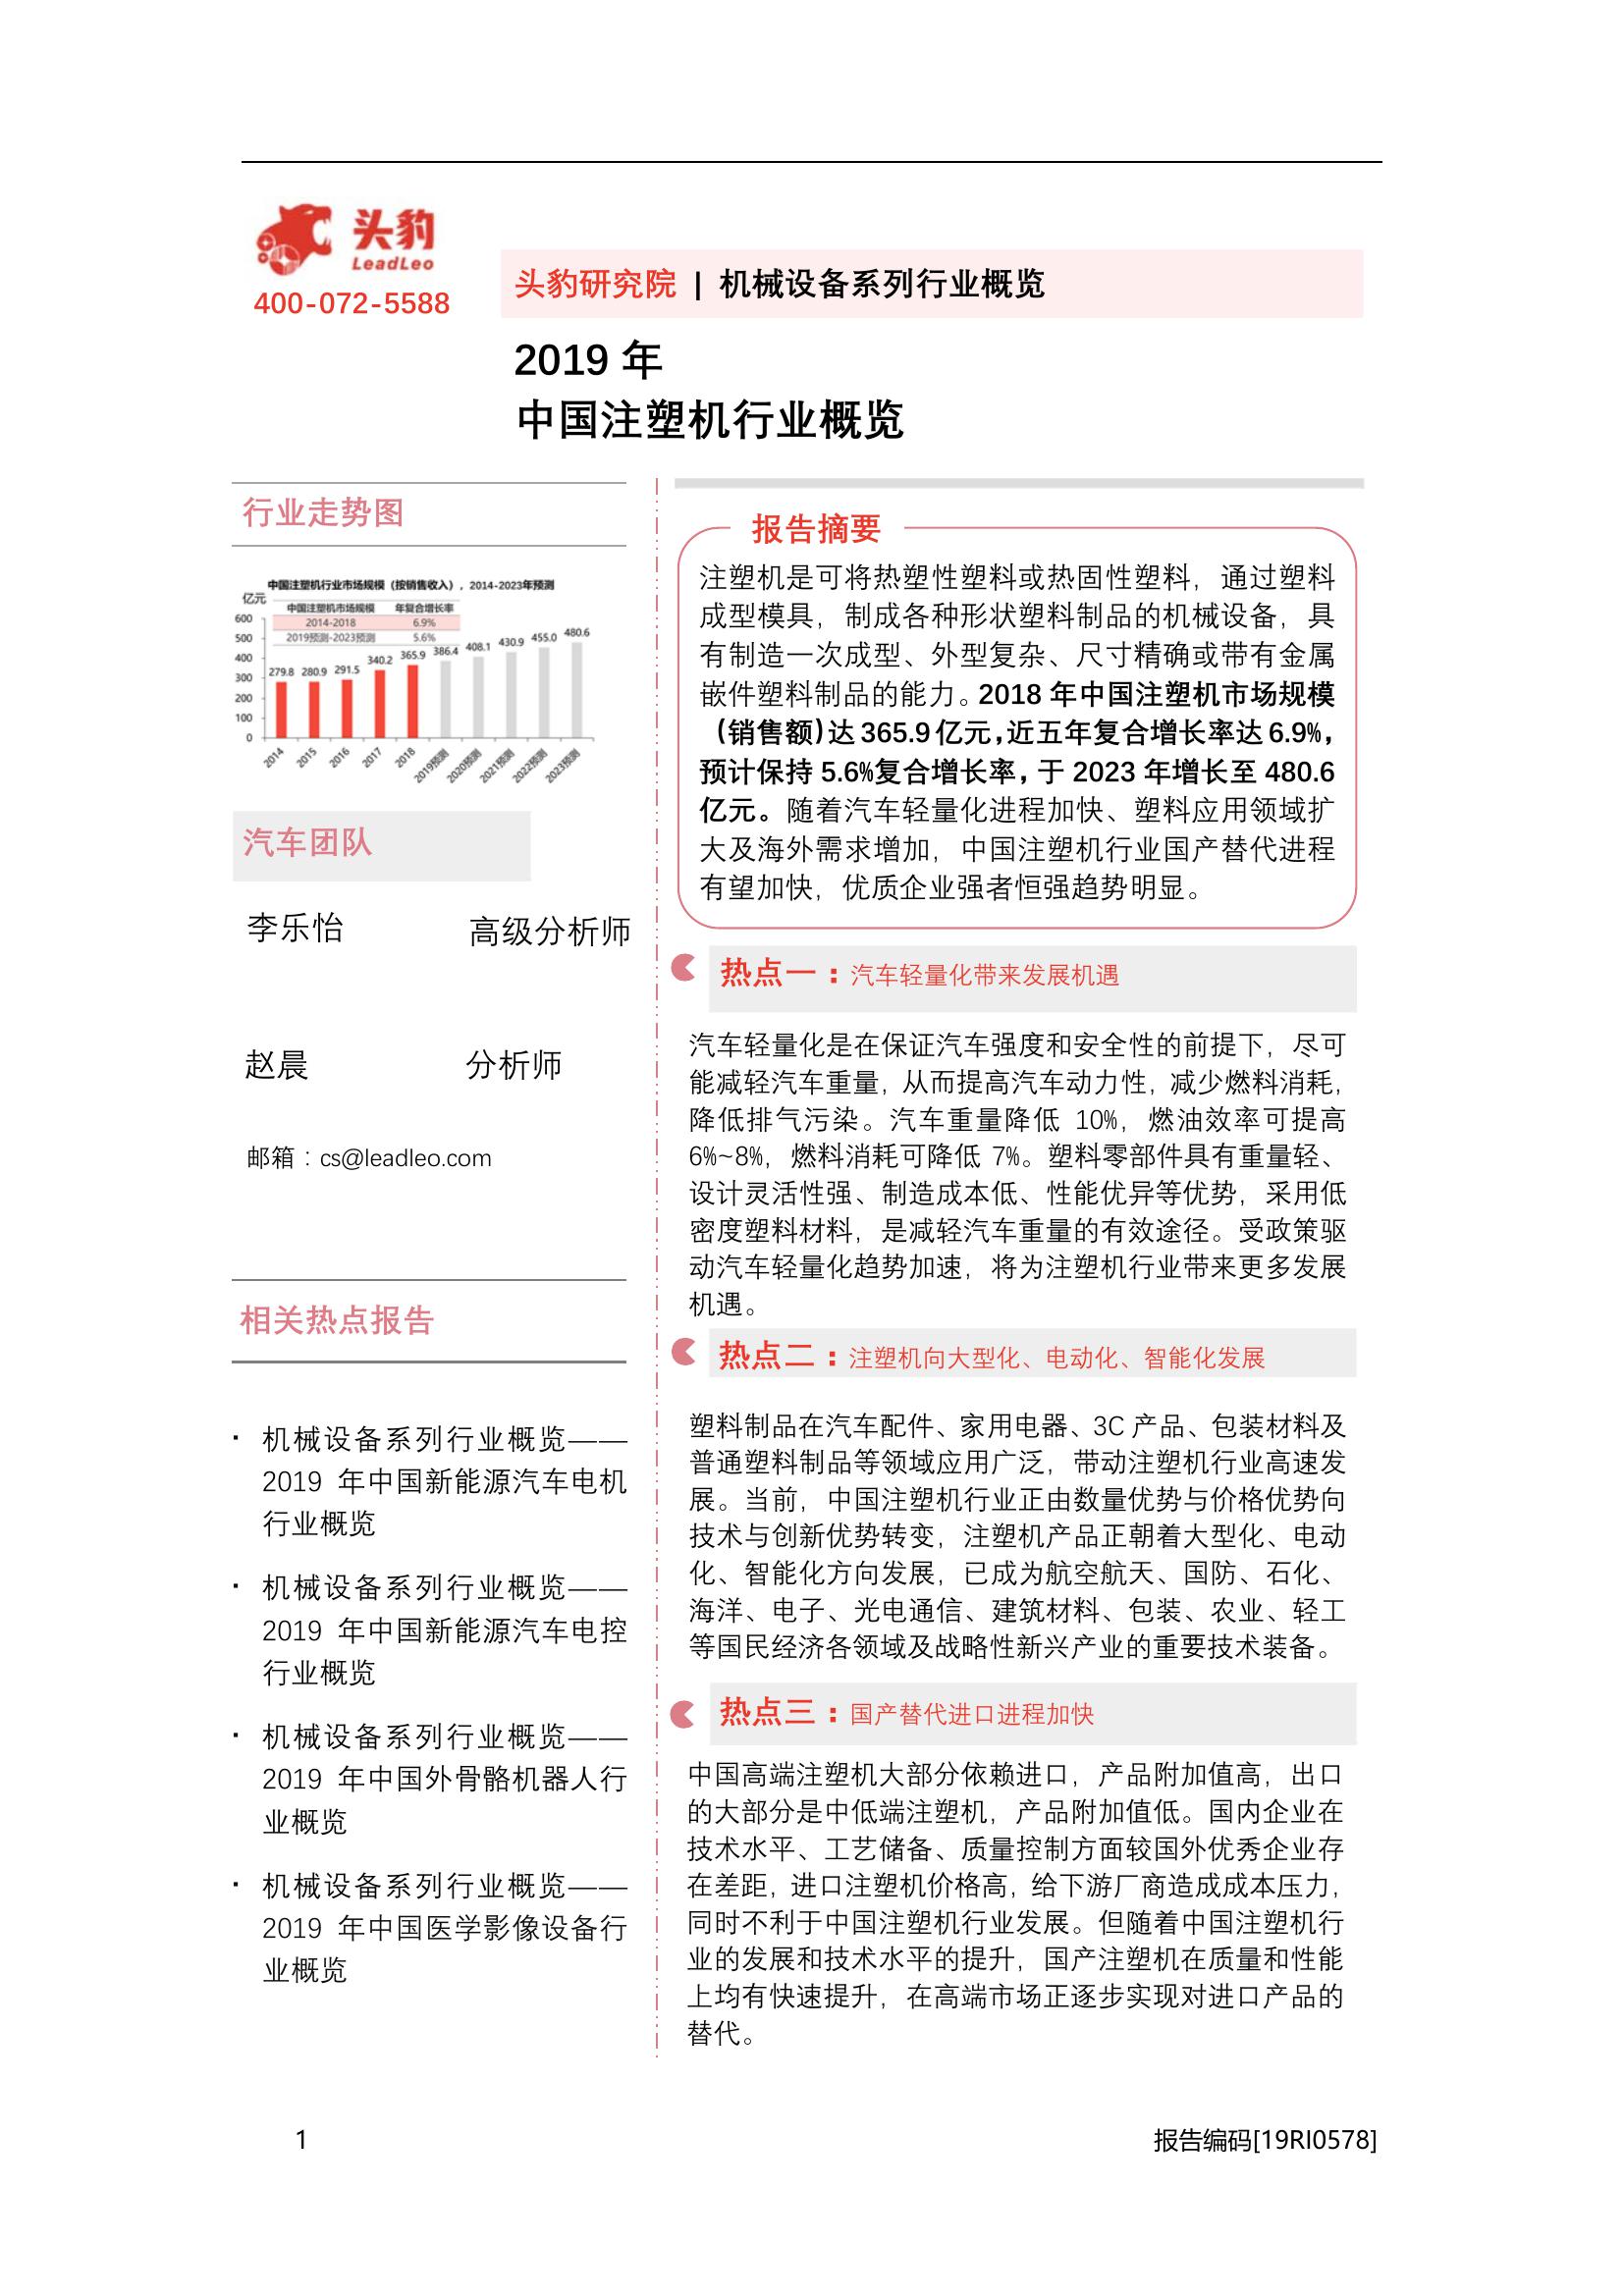 头豹
LeadLeo
400-072-5588
头豹研究院 | 机械设备系列行业概览
2019 年
中国注塑机行业概览
行业走势图
中国注塑机行业市场规模（按销售收入），2014-2023年预测
亿元
中国注塑机市场规模 年复合增长率
2014-2018 6.9%
2019预测-2023预测 5.6%
600
500
400
300
200
100
0
279.8 280.9 291.5 340.2 365.9 386.4 408.1 430.9 455.0 480.6
2014 2015 2016 2017 2018 2019预测 2020预测 2021预测 2022预测 2023预测
汽车团队
李乐怡 高级分析师
赵晨 分析师
邮箱：cs@leadleo.com
相关热点报告
· 机械设备系列行业概览——
2019 年中国新能源汽车电机
行业概览
· 机械设备系列行业概览——
2019 年中国新能源汽车电控
行业概览
· 机械设备系列行业概览——
2019 年中国外骨骼机器人行
业概览
· 机械设备系列行业概览——
2019 年中国医学影像设备行
业概览
报告摘要
注塑机是可将热塑性塑料或热固性塑料，通过塑料
成型模具，制成各种形状塑料制品的机械设备，具
有制造一次成型、外型复杂、尺寸精确或带有金属
嵌件塑料制品的能力。2018 年中国注塑机市场规模
（销售额）达 365.9 亿元，近五年复合增长率达 6.9%，
预计保持 5.6%复合增长率，于 2023 年增长至 480.6
亿元。随着汽车轻量化进程加快、塑料应用领域扩
大及海外需求增加，中国注塑机行业国产替代进程
有望加快，优质企业强者恒强趋势明显。
热点一：汽车轻量化带来发展机遇
汽车轻量化是在保证汽车强度和安全性的前提下，尽可
能减轻汽车重量，从而提高汽车动力性，减少燃料消耗，
降低排气污染。汽车重量降低 10%，燃油效率可提高
6%~8%，燃料消耗可降低 7%。塑料零部件具有重量轻、
设计灵活性强、制造成本低、性能优异等优势，采用低
密度塑料材料，是减轻汽车重量的有效途径。受政策驱
动汽车轻量化趋势加速，将为注塑机行业带来更多发展
机遇。
热点二：注塑机向大型化、电动化、智能化发展
塑料制品在汽车配件、家用电器、3C 产品、包装材料及
普通塑料制品等领域应用广泛，带动注塑机行业高速发
展。当前，中国注塑机行业正由数量优势与价格优势向
技术与创新优势转变，注塑机产品正朝着大型化、电动
化、智能化方向发展，已成为航空航天、国防、石化、
海洋、电子、光电通信、建筑材料、包装、农业、轻工
等国民经济各领域及战略性新兴产业的重要技术装备。
热点三：国产替代进口进程加快
中国高端注塑机大部分依赖进口，产品附加值高，出口
的大部分是中低端注塑机，产品附加值低。国内企业在
技术水平、工艺储备、质量控制方面较国外优秀企业存
在差距，进口注塑机价格高，给下游厂商造成成本压力，
同时不利于中国注塑机行业发展。但随着中国注塑机行
业的发展和技术水平的提升，国产注塑机在质量和性能
上均有快速提升，在高端市场正逐步实现对进口产品的
替代。
1
报告编码[19RI0578]